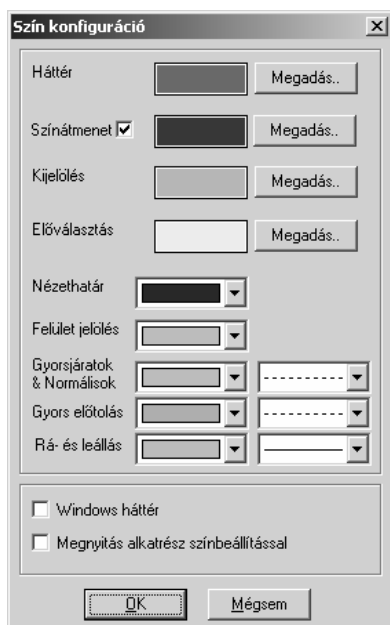 Szín konfiguráció
Háttér Megadás..
Színátmenet Megadás..
Kijelölés Megadás..
Előválasztás Megadás..
Nézethatár
Felület jelölés
Gyorsjáratok
& Normálisok
Gyors előtolás
Rá- és leállás
Windows háttér
Megnyitás alkatrész színbeállítással
OK Mégsem